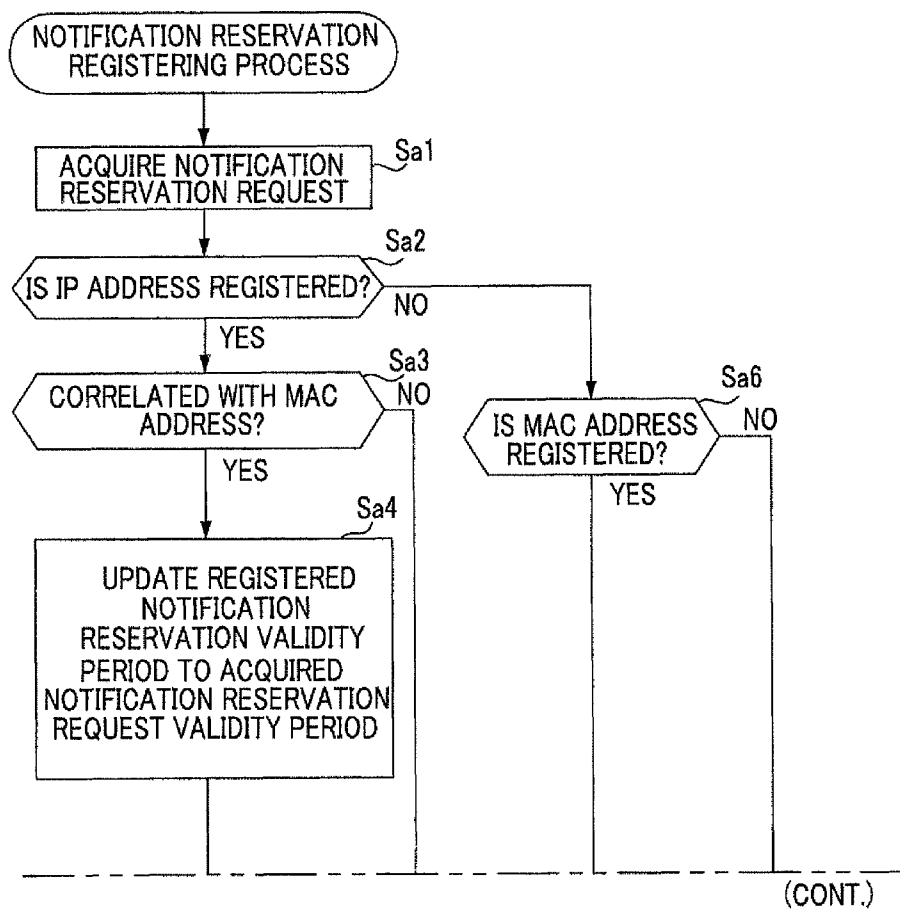 NOTIFICATION RESERVATION
REGISTERING PROCESS
Sa1
ACQUIRE NOTIFICATION
RESERVATION REQUEST
Sa2
IS IP ADDRESS REGISTERED?
NO
YES
Sa3
CORRELATED WITH MAC
ADDRESS?
NO
YES
Sa6
IS MAC ADDRESS
REGISTERED?
NO
YES
Sa4
UPDATE REGISTERED
NOTIFICATION
RESERVATION VALIDITY
PERIOD TO ACQUIRED
NOTIFICATION RESERVATION
REQUEST VALIDITY PERIOD
(CONT.)